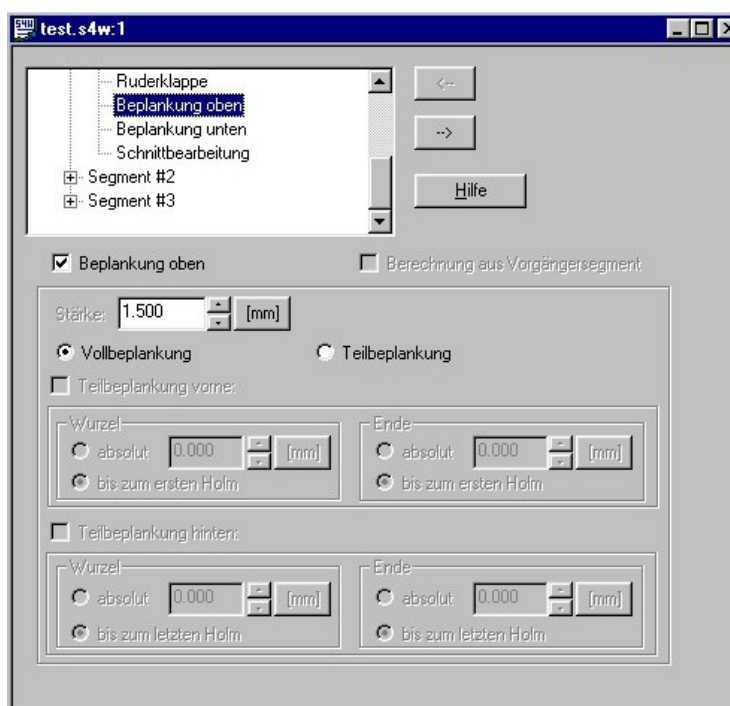 S4W test.s4w:1
Ruderklappe
Beplankung oben
Beplankung unten
Schnittbearbeitung
Segment #2
Segment #3
<--
-->
Hilfe
Beplankung oben Berechnung aus Vorgängersegment
Stärke: 1.500 [mm]
Vollbeplankung Teilbeplankung
Teilbeplankung vorne:
Wurzel Ende
absolut 0.000 [mm] absolut 0.000 [mm]
bis zum ersten Holm bis zum ersten Holm
Teilbeplankung hinten:
Wurzel Ende
absolut 0.000 [mm] absolut 0.000 [mm]
bis zum letzten Holm bis zum letzten Holm